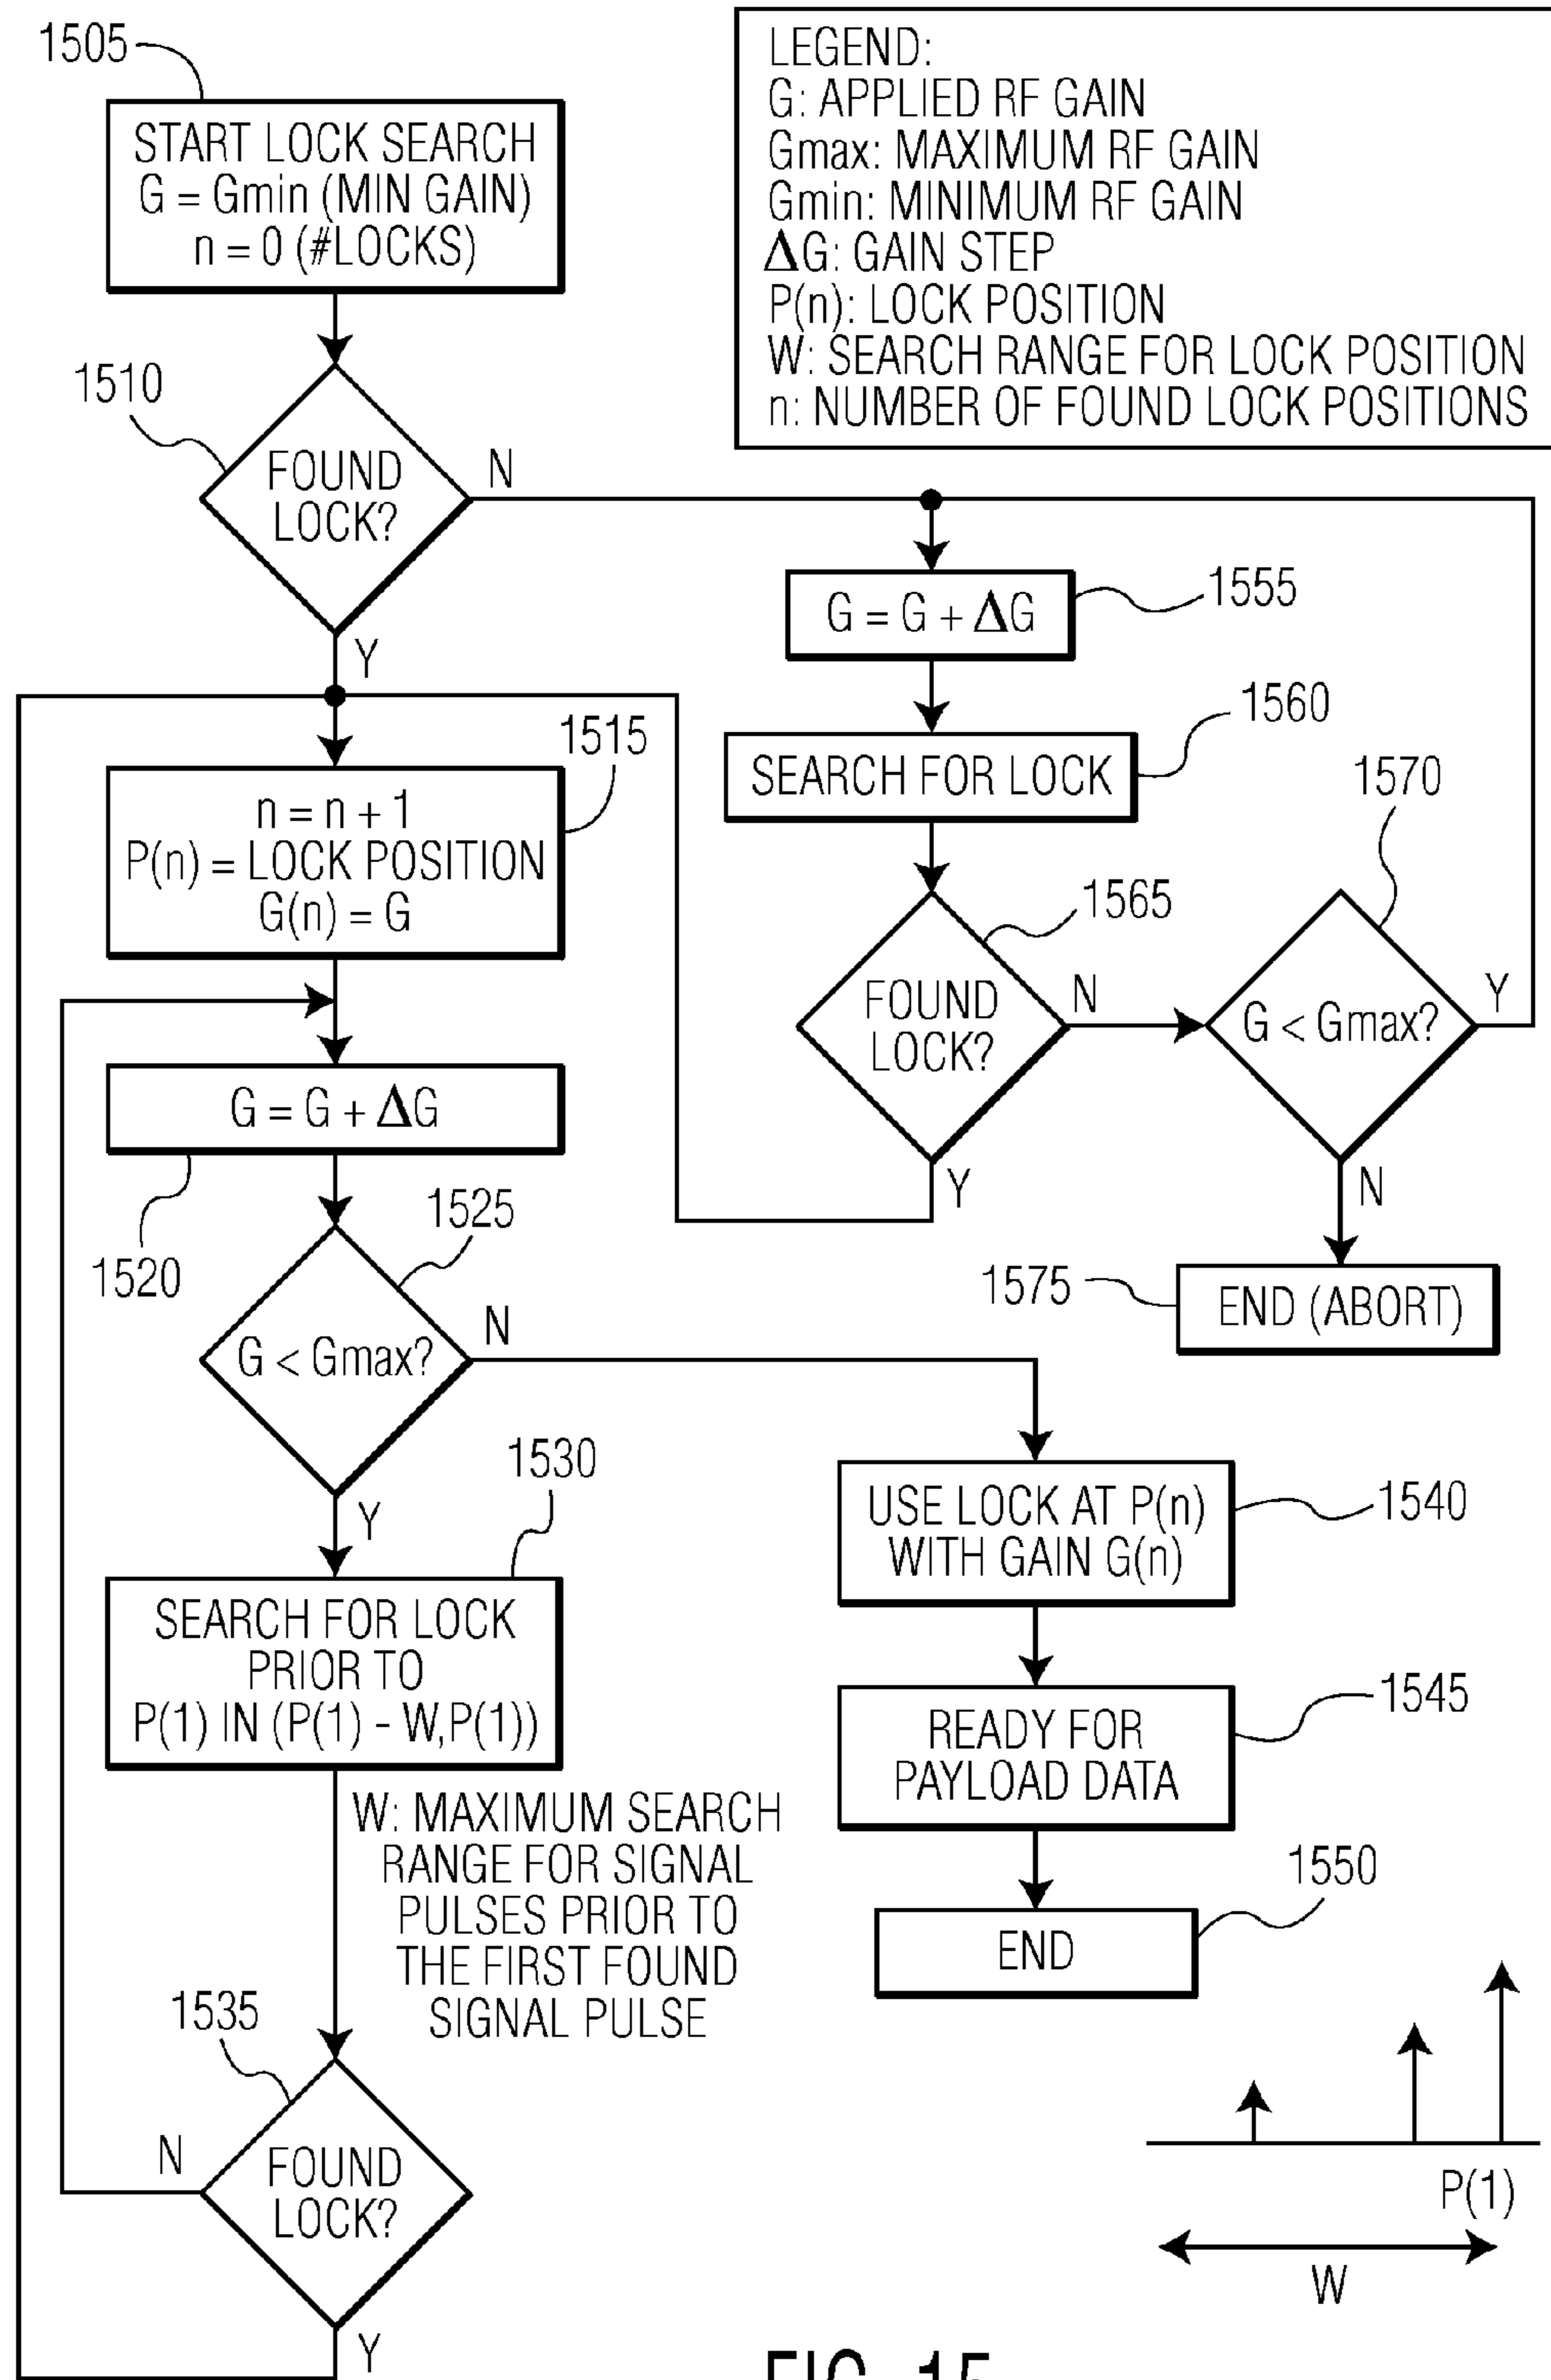 1505
START LOCK SEARCH
G = Gmin (MIN GAIN)
n = 0 (#LOCKS)
LEGEND:
G: APPLIED RF GAIN
Gmax: MAXIMUM RF GAIN
Gmin: MINIMUM RF GAIN
ΔG: GAIN STEP
P(n): LOCK POSITION
W: SEARCH RANGE FOR LOCK POSITION
n: NUMBER OF FOUND LOCK POSITIONS
1510
FOUND
LOCK?
N
Y
1515
n = n + 1
P(n) = LOCK POSITION
G(n) = G
G = G + ΔG
1520
1525
G < Gmax?
N
Y
1530
SEARCH FOR LOCK
PRIOR TO
P(1) IN (P(1) - W,P(1))
W: MAXIMUM SEARCH
RANGE FOR SIGNAL
PULSES PRIOR TO
THE FIRST FOUND
SIGNAL PULSE
1535
FOUND
LOCK?
N
Y
G = G + ΔG
1555
1560
SEARCH FOR LOCK
1565
FOUND
LOCK?
N
Y
1570
G < Gmax?
Y
N
1575
END (ABORT)
USE LOCK AT P(n)
WITH GAIN G(n)
1540
READY FOR
PAYLOAD DATA
1545
END
1550
P(1)
W
FIG. 15